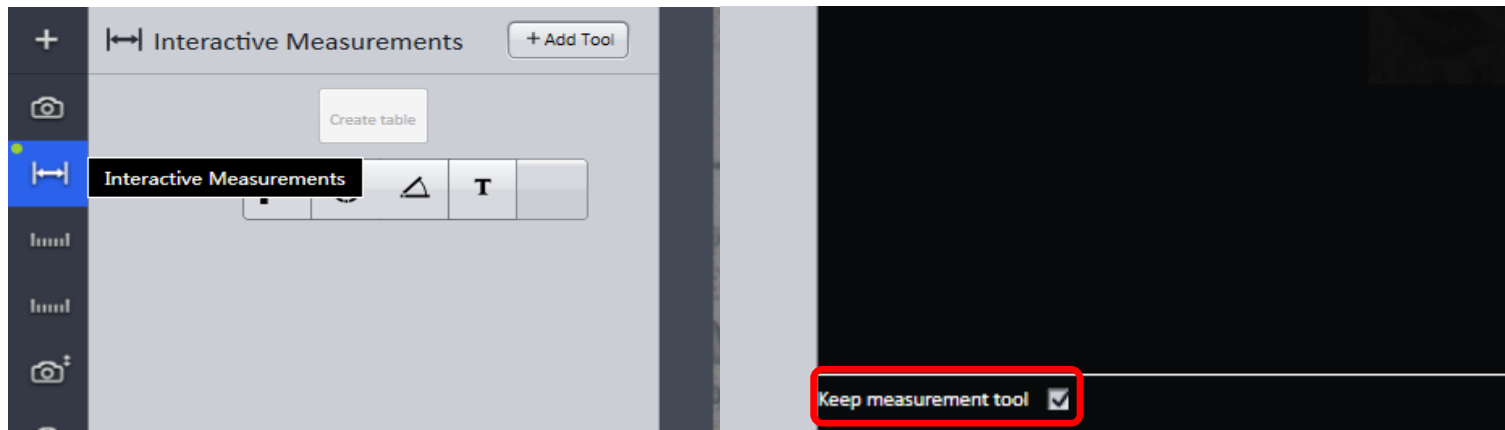 Interactive Measurements
+ Add Tool
Create table
Interactive Measurements
T
Keep measurement tool